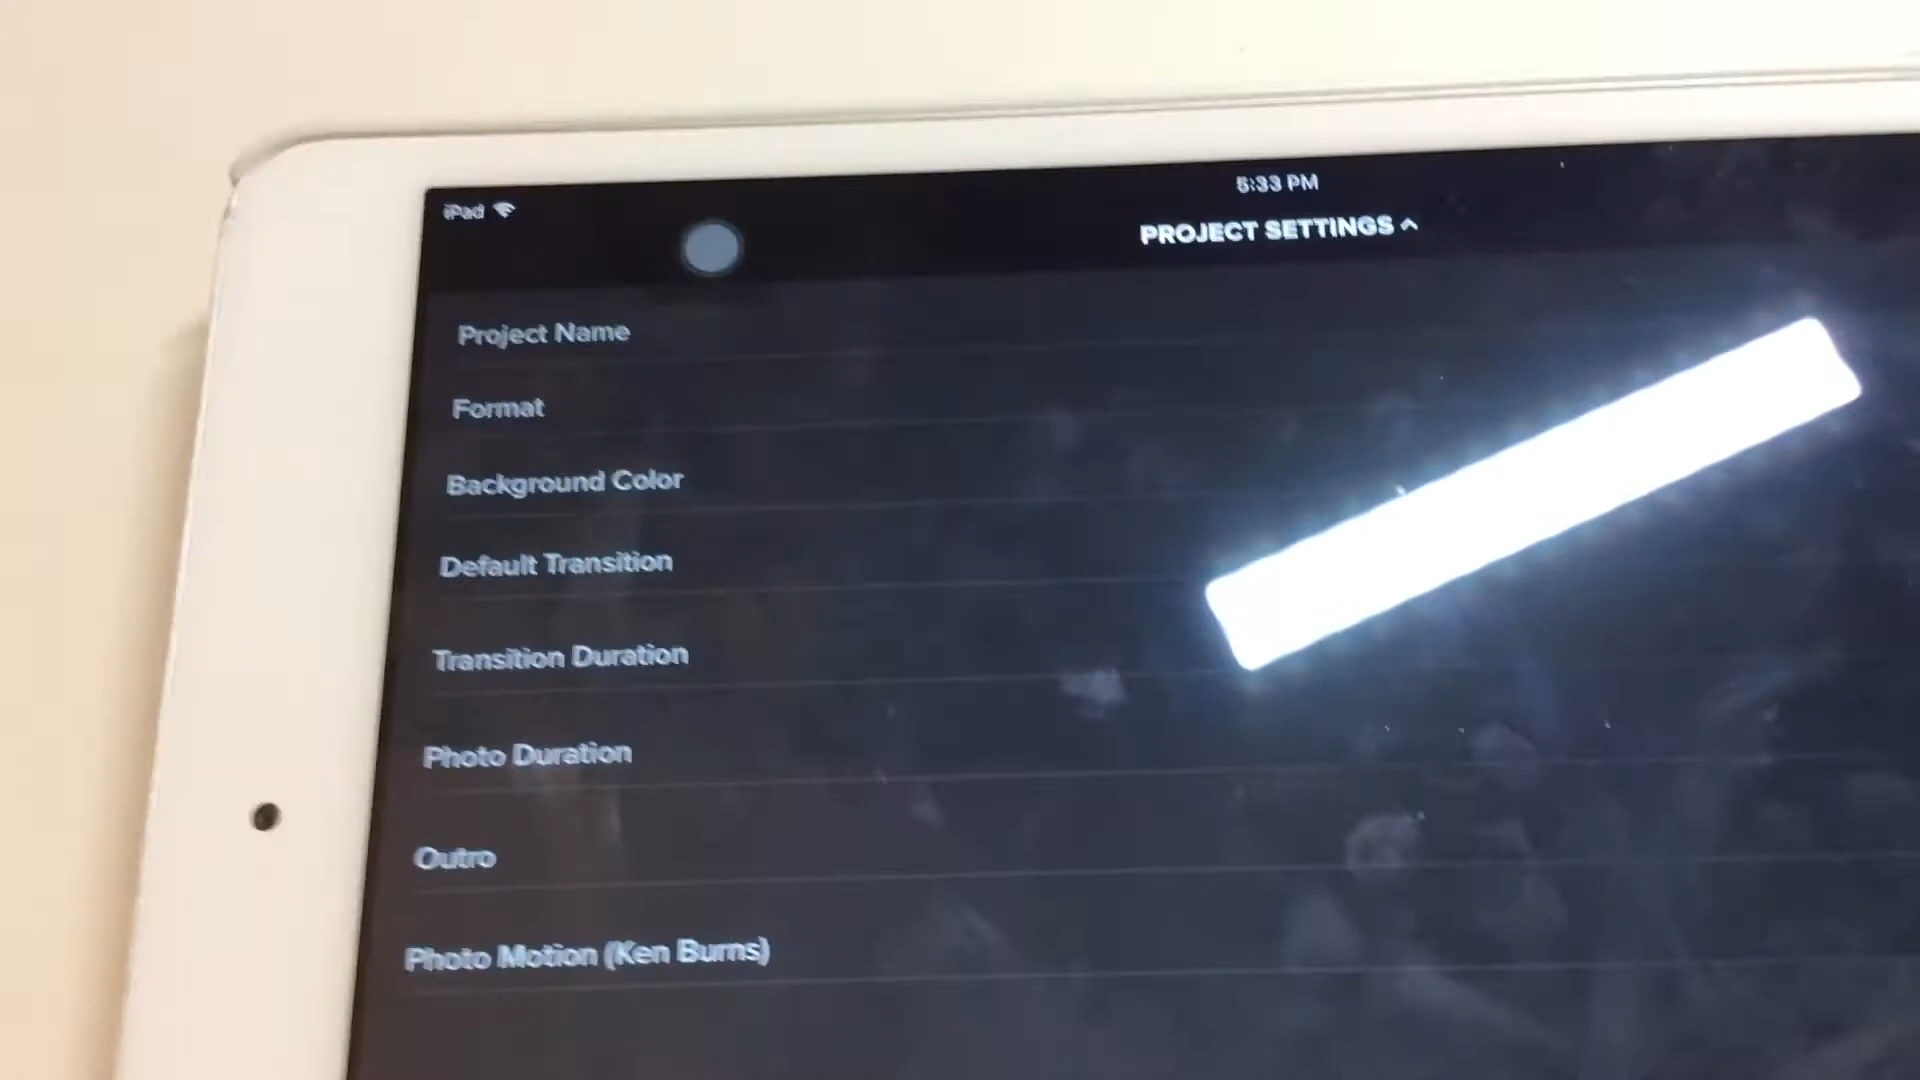 5:33 PM
iPad
PROJECT SETTINGS ^
Project Name
Format
Background Color
Default Transition
Transition Duration
Photo Duration
Outro
Photo Motion (Ken Burns)